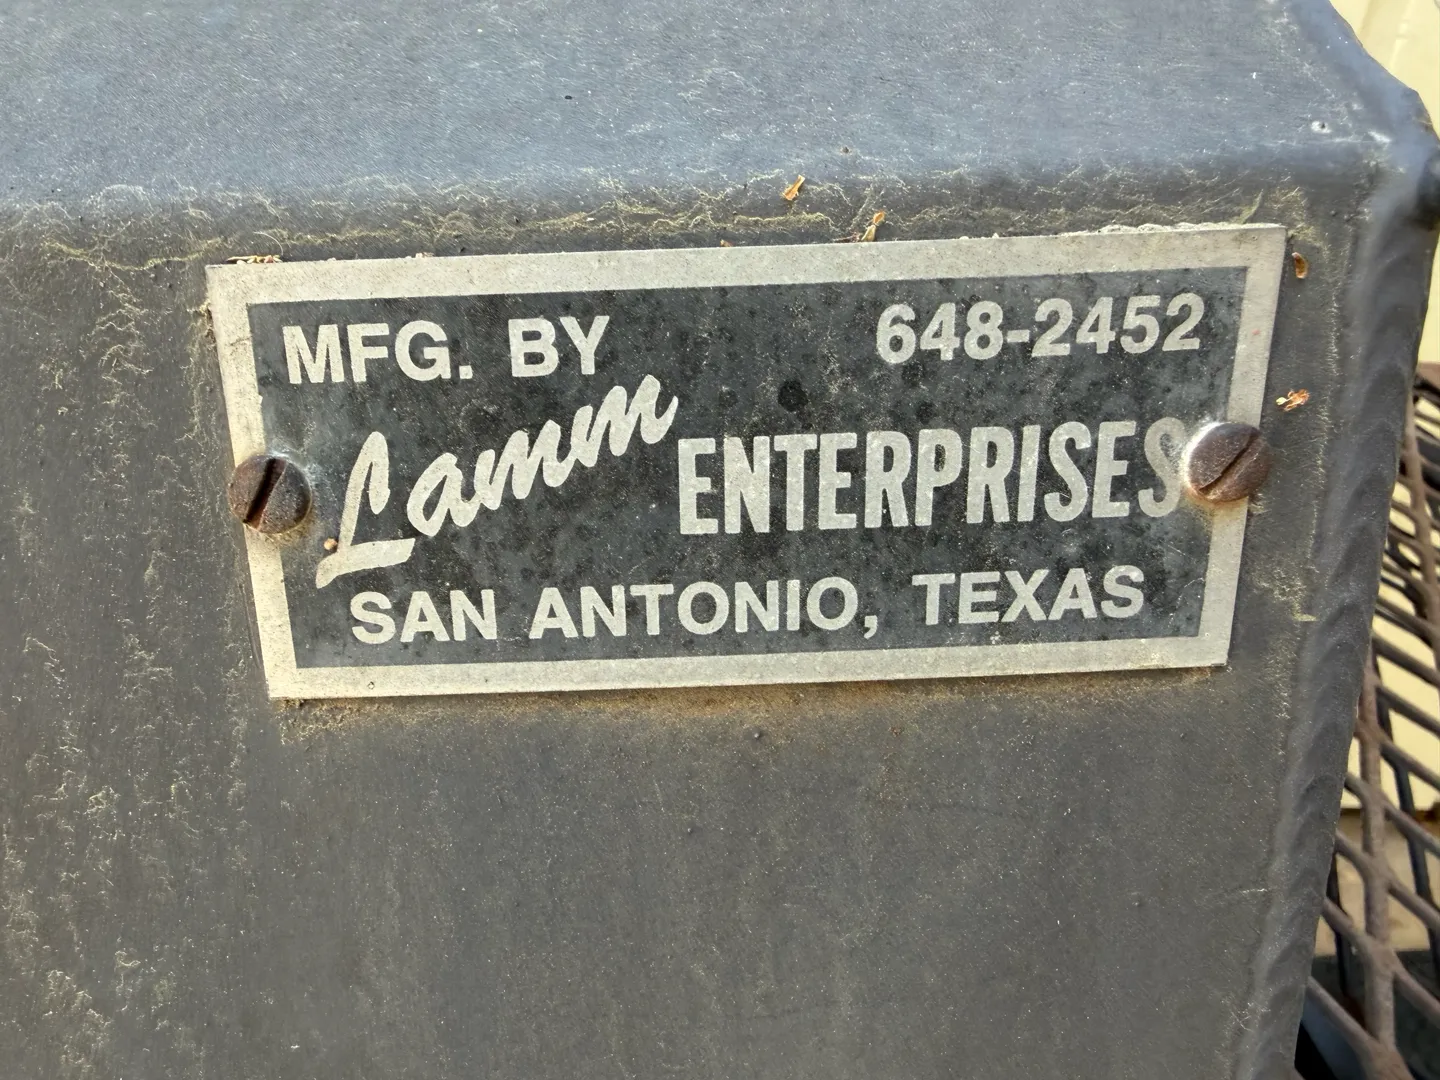 MFG. BY 648-2452
Lamm ENTERPRISES
SAN ANTONIO, TEXAS